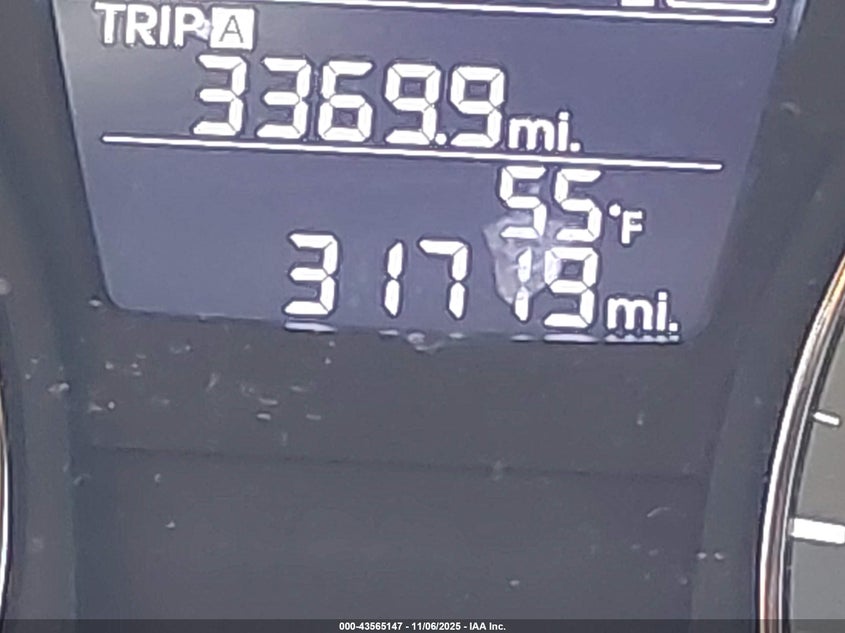 TRIP A
3369.9 mi.
55 °F
31719 mi.
000-43565147 - 11/06/2025 - IAA Inc.